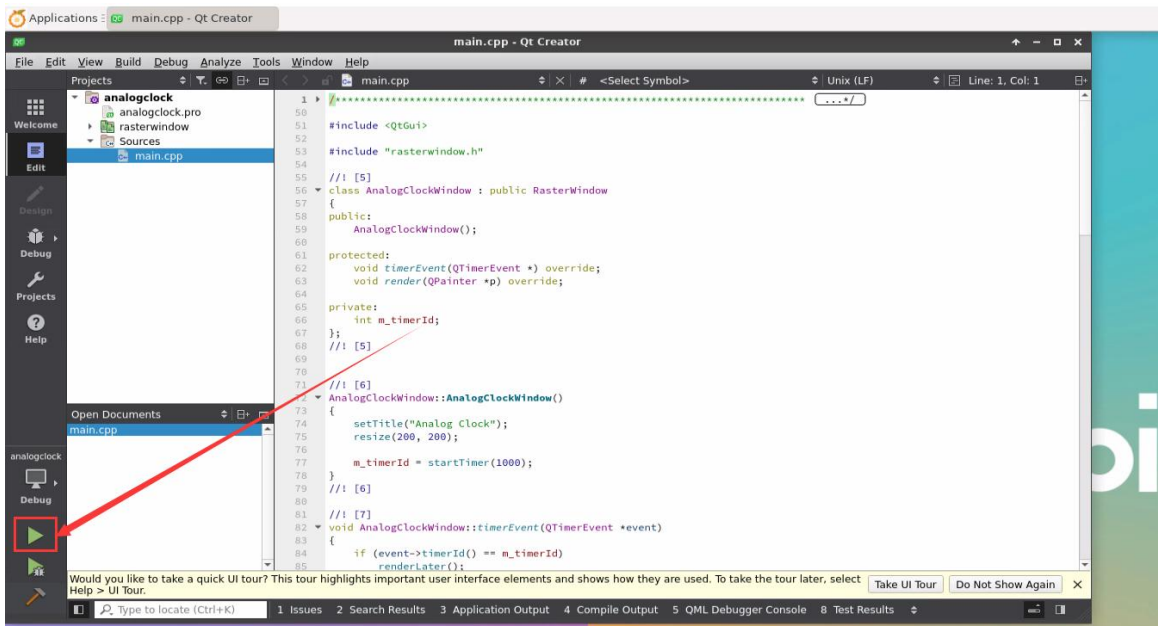 Applications
main.cpp - Qt Creator
main.cpp - Qt Creator
File Edit View Build Debug Analyze Tools Window Help
Projects
main.cpp
# <Select Symbol>
Unix (LF)
Line: 1, Col: 1
Welcome
Edit
Design
Debug
Projects
Help
analogclock
Debug
analogclock
analogclock.pro
rasterwindow
Sources
main.cpp
Open Documents
main.cpp
1 /**************************************************************************** (...*/)
50
51 #include <QtGui>
52
53 #include "rasterwindow.h"
54
55 //! [5]
56 class AnalogClockWindow : public RasterWindow
57 {
58 public:
59     AnalogClockWindow();
60
61 protected:
62     void timerEvent(QTimerEvent *) override;
63     void render(QPainter *p) override;
64
65 private:
66     int m_timerId;
67 };
68 //! [5]
69
70
71 //! [6]
72 AnalogClockWindow::AnalogClockWindow()
73 {
74     setTitle("Analog Clock");
75     resize(200, 200);
76
77     m_timerId = startTimer(1000);
78 }
79 //! [6]
80
81 //! [7]
82 void AnalogClockWindow::timerEvent(QTimerEvent *event)
83 {
84     if (event->timerId() == m_timerId)
85         renderLater();
Would you like to take a quick UI tour? This tour highlights important user interface elements and shows how they are used. To take the tour later, select
Help > UI Tour.
Take UI Tour
Do Not Show Again
Type to locate (Ctrl+K)
1 Issues 2 Search Results 3 Application Output 4 Compile Output 5 QML Debugger Console 8 Test Results
pi